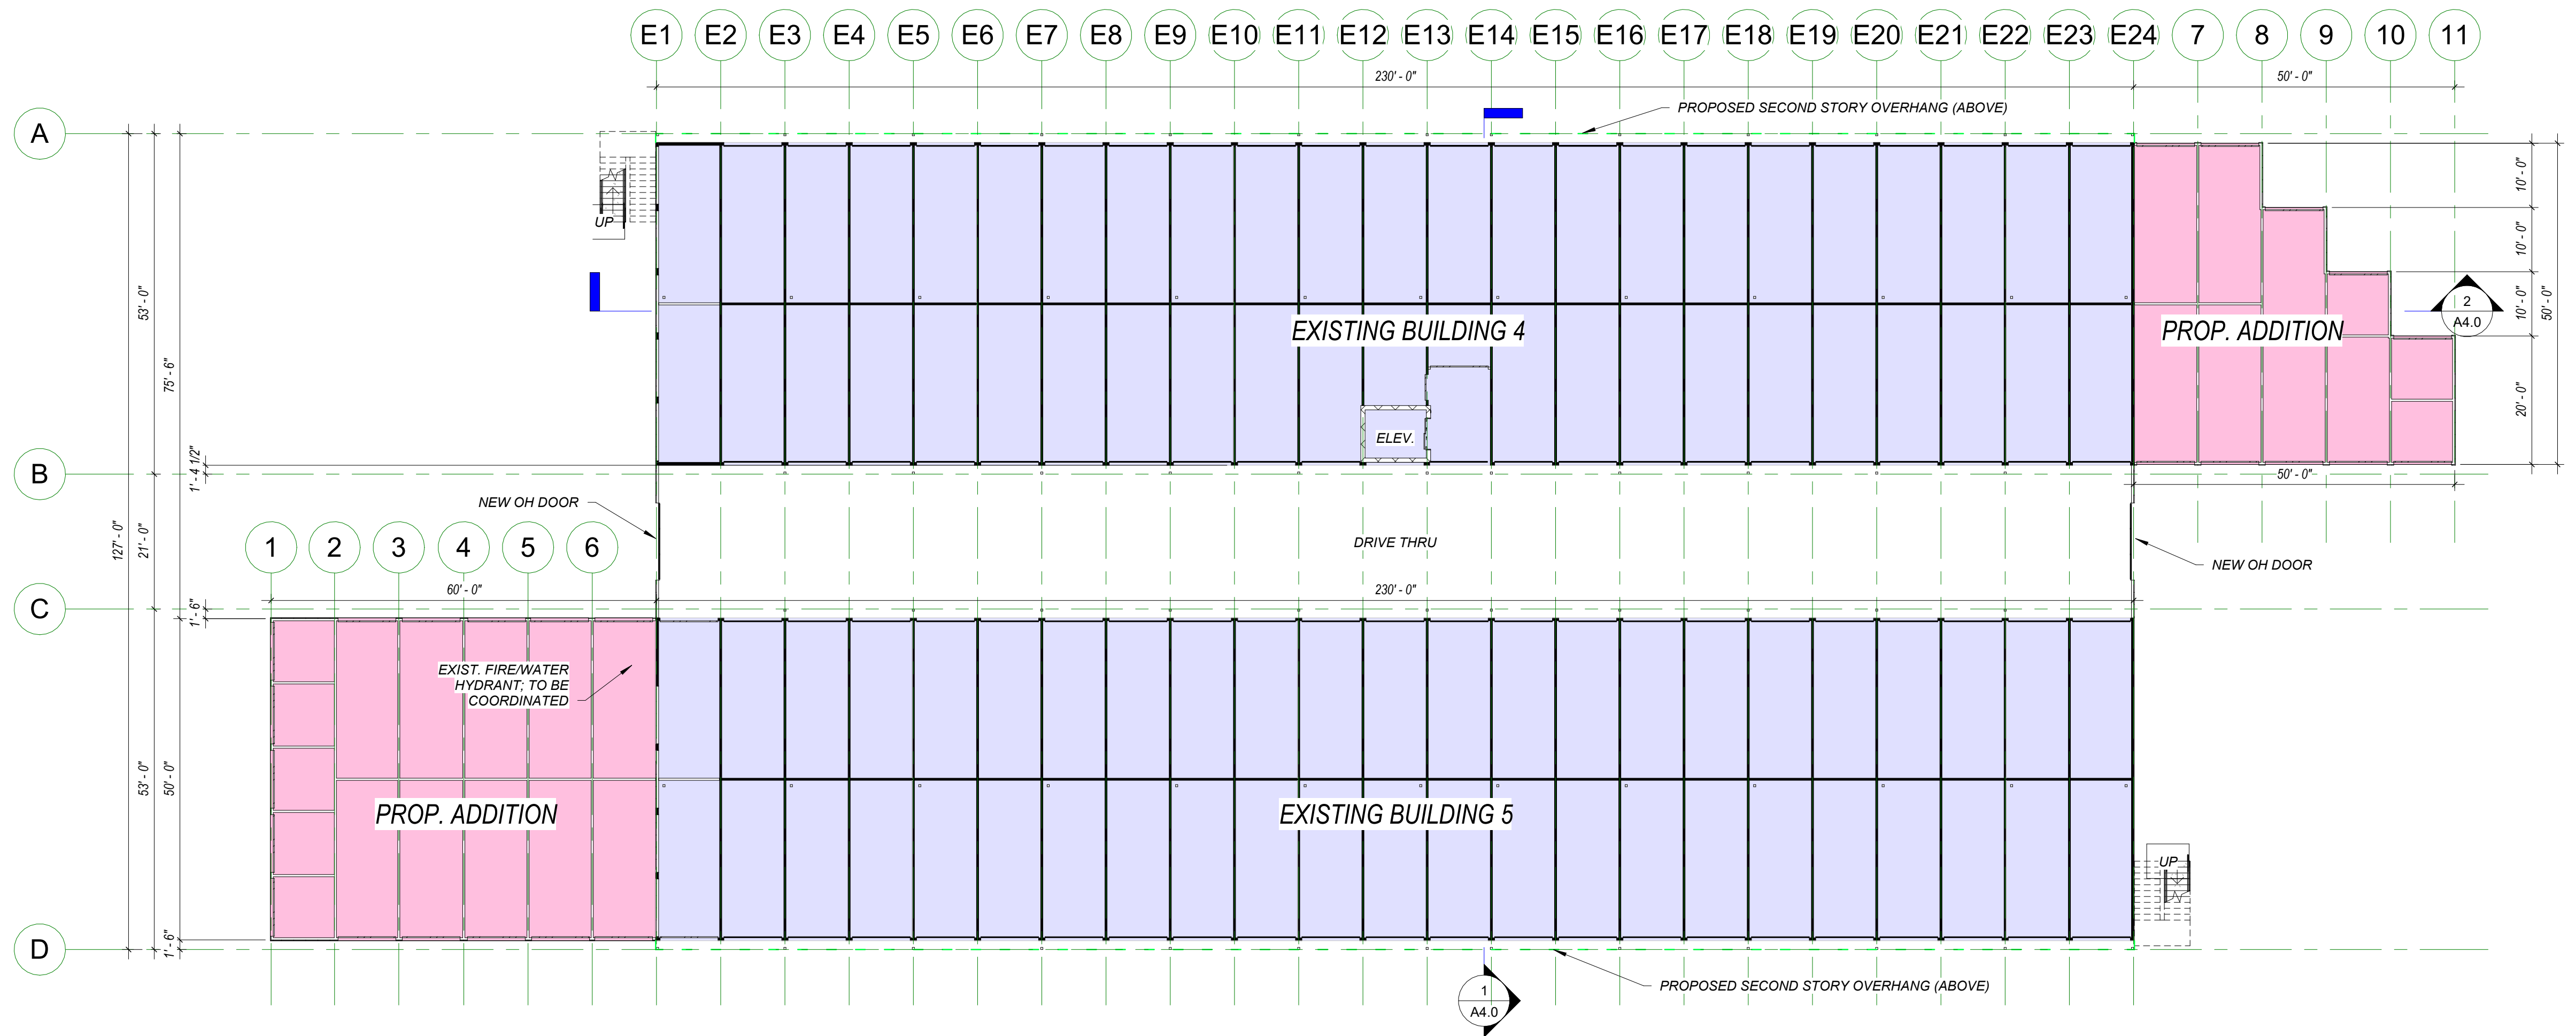 E1 E2 E3 E4 E5 E6 E7 E8 E9 E10 E11 E12 E13 E14 E15 E16 E17 E18 E19 E20 E21 E22 E23 E24 7 8 9 10 11
230' - 0" 50' - 0"
PROPOSED SECOND STORY OVERHANG (ABOVE)
A
10' - 0"
UP
10' - 0"
53' - 0"
10' - 0"
50' - 0"
2
A4.0
EXISTING BUILDING 4
PROP. ADDITION
75' - 6"
20' - 0"
ELEV.
1' - 4 1/2"
B
50' - 0"
NEW OH DOOR
127' - 0"
21' - 0"
1 2 3 4 5 6
DRIVE THRU
NEW OH DOOR
60' - 0" 230' - 0"
C
1' - 6"
EXIST. FIRE/WATER
HYDRANT; TO BE
COORDINATED
53' - 0"
50' - 0"
PROP. ADDITION
EXISTING BUILDING 5
UP
1' - 6"
D
PROPOSED SECOND STORY OVERHANG (ABOVE)
1
A4.0